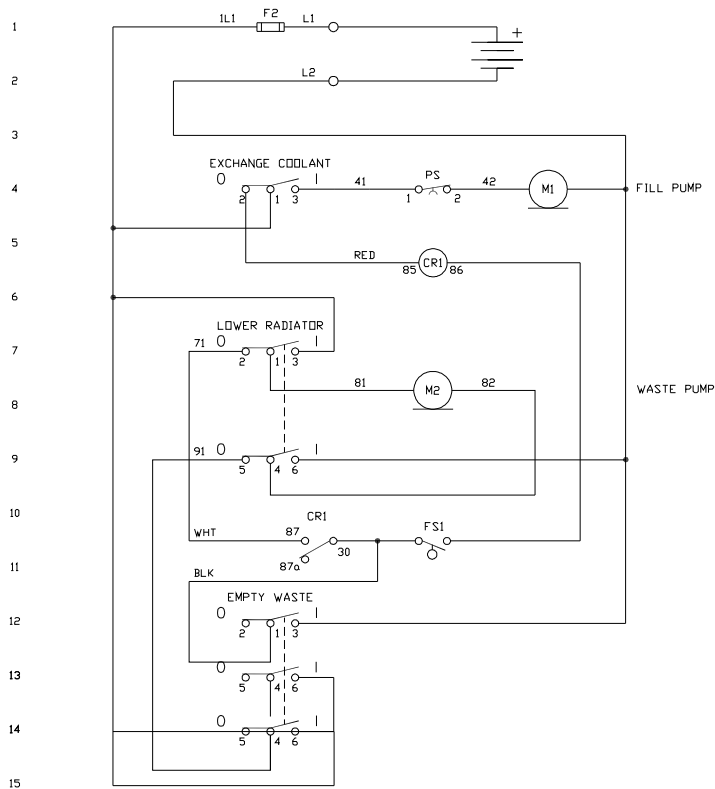 1 1L1 F2 L1 +
2 L2
3
EXCHANGE COOLANT
4 0 2 1 3 | 41 1 PS 2 42 M1 FILL PUMP
5 RED 85 CR1 86
6
LOWER RADIATOR
7 71 0 2 1 3 |
81 M2 82 WASTE PUMP
8
9 91 0 5 4 6 |
10 CR1
WHT 87 30 FS1
11 87a
BLK
EMPTY WASTE
12 0 2 1 3 |
13 0 5 4 6 |
14 0 5 4 6 |
15